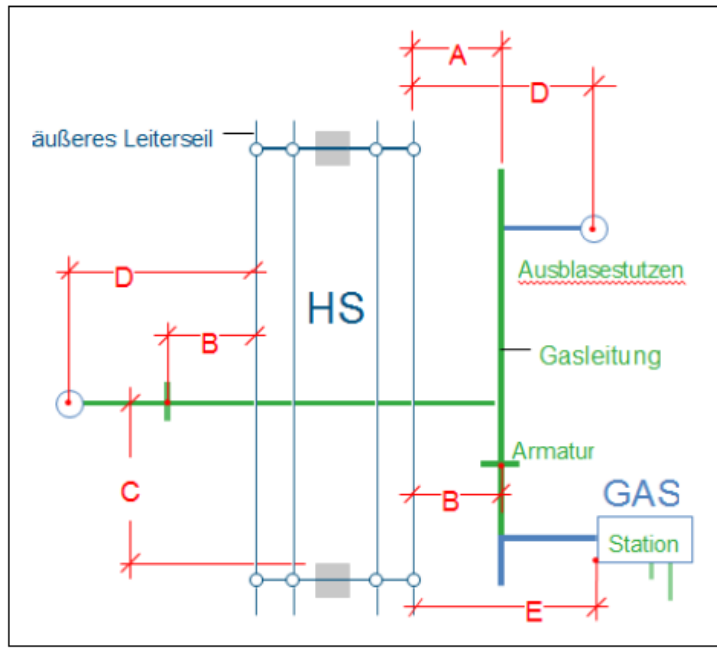 A
D
äußeres Leiterseil
Ausblasestutzen
D
HS
B
Gasleitung
Armatur
C
B
GAS
Station
E